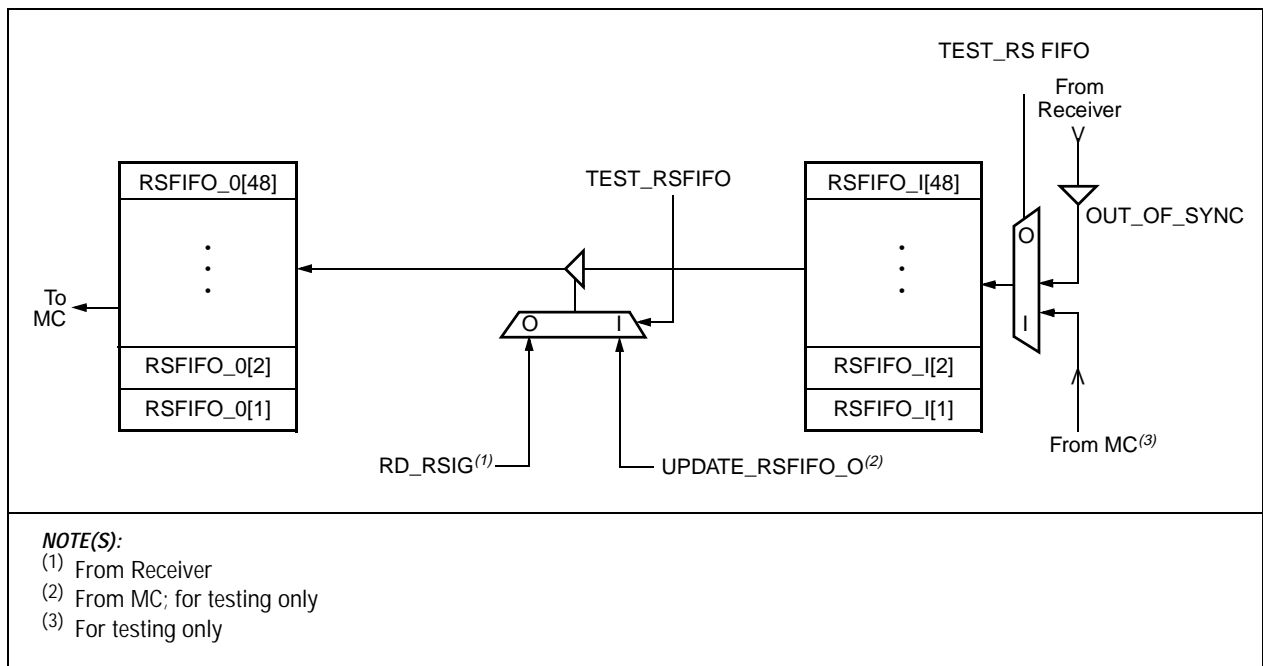 TEST_RS FIFO
From
Receiver
RSFIFO_0[48]
TEST_RSFIFO
RSFIFO_I[48]
OUT_OF_SYNC
O
To
MC
O I
I
RSFIFO_0[2]
RSFIFO_I[2]
RSFIFO_0[1]
RSFIFO_I[1]
From MC(3)
RD_RSIG(1)
UPDATE_RSFIFO_O(2)
NOTE(S):
(1) From Receiver
(2) From MC; for testing only
(3) For testing only